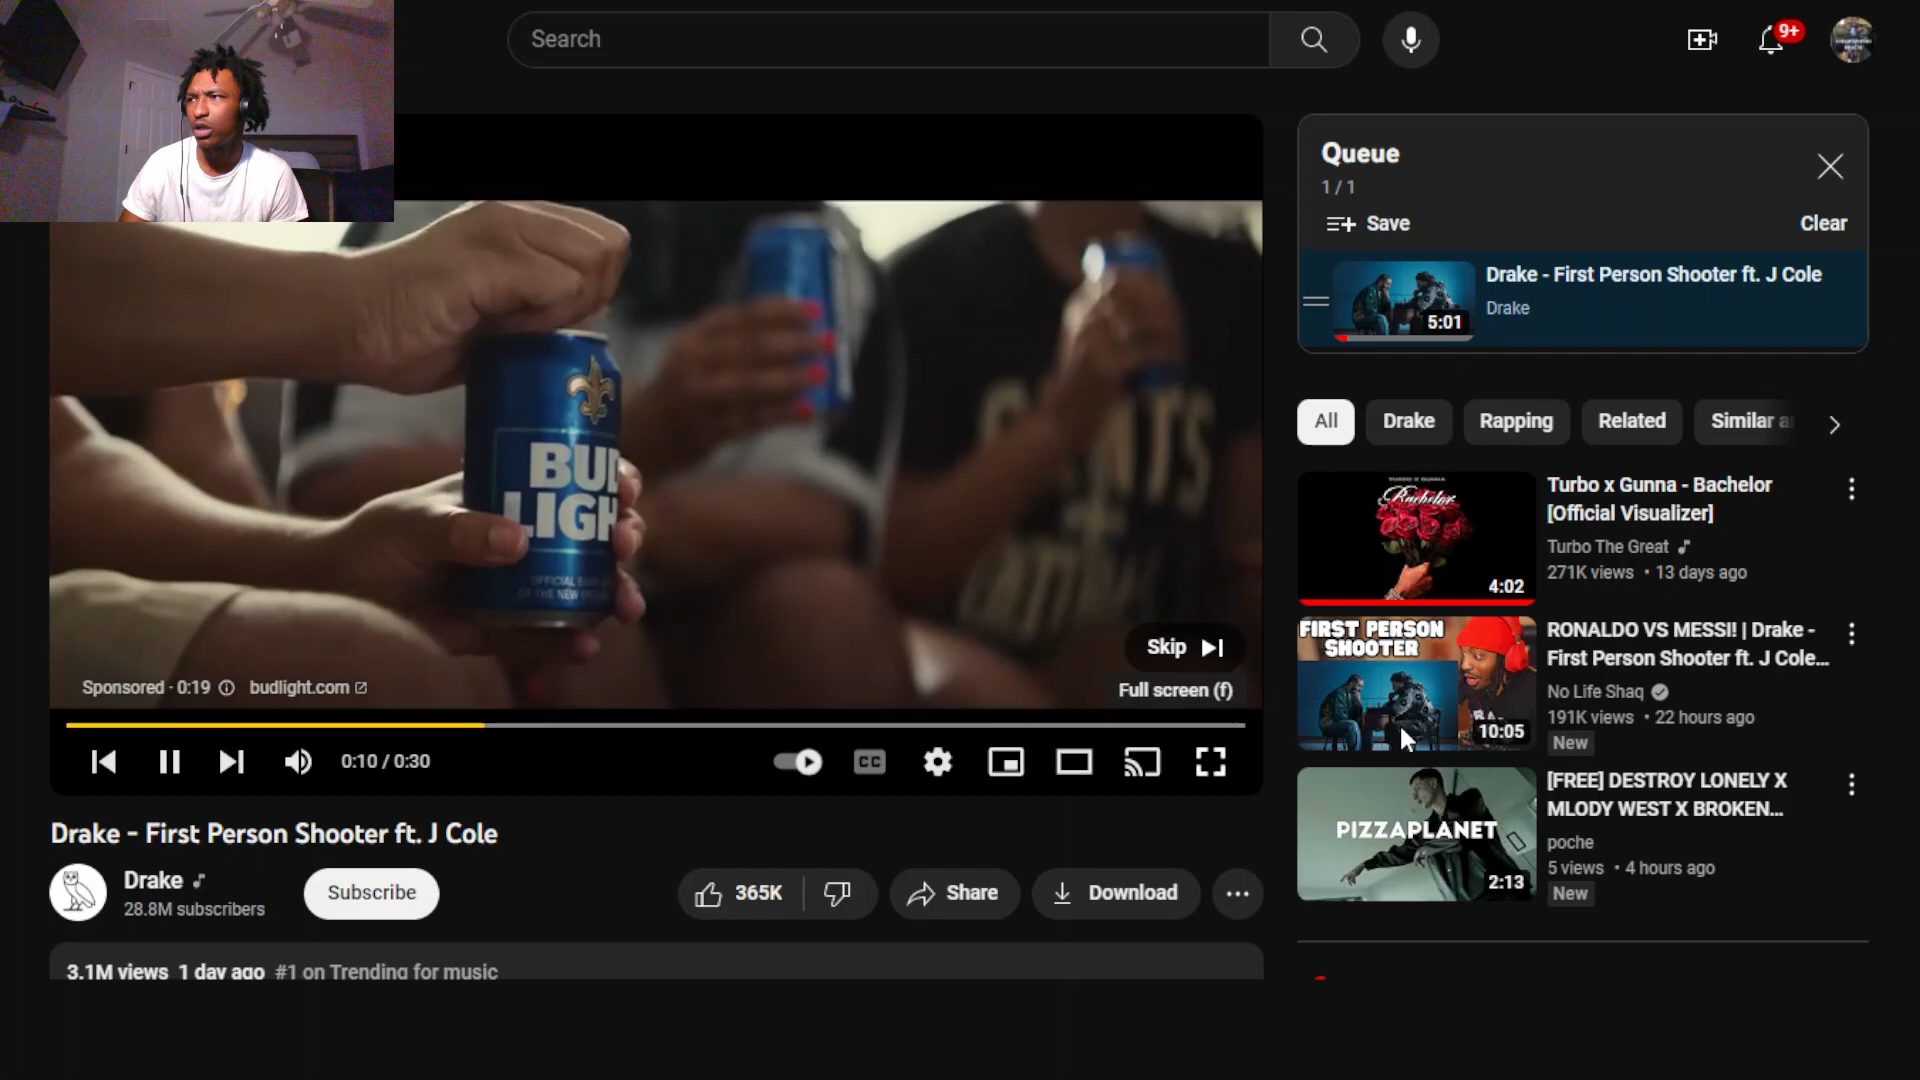 Search
9+
Queue
1 / 1
Save
Clear
Drake - First Person Shooter ft. J Cole
Drake
5:01
All
Drake
Rapping
Related
Similar
BUD
LIGH
Skip
Full screen (f)
Sponsored · 0:19
budlight.com
0:10 / 0:30
CC
Drake - First Person Shooter ft. J Cole
Drake
28.8M subscribers
Subscribe
365K
Share
Download
3.1M views 1 day ago #1 on Trending for music
Bachelor
4:02
Turbo x Gunna - Bachelor
[Official Visualizer]
Turbo The Great
271K views • 13 days ago
FIRST PERSON
SHOOTER
10:05
RONALDO VS MESSI! | Drake -
First Person Shooter ft. J Cole...
No Life Shaq
191K views • 22 hours ago
New
PIZZAPLANET
2:13
[FREE] DESTROY LONELY X
MLODY WEST X BROKEN...
poche
5 views • 4 hours ago
New